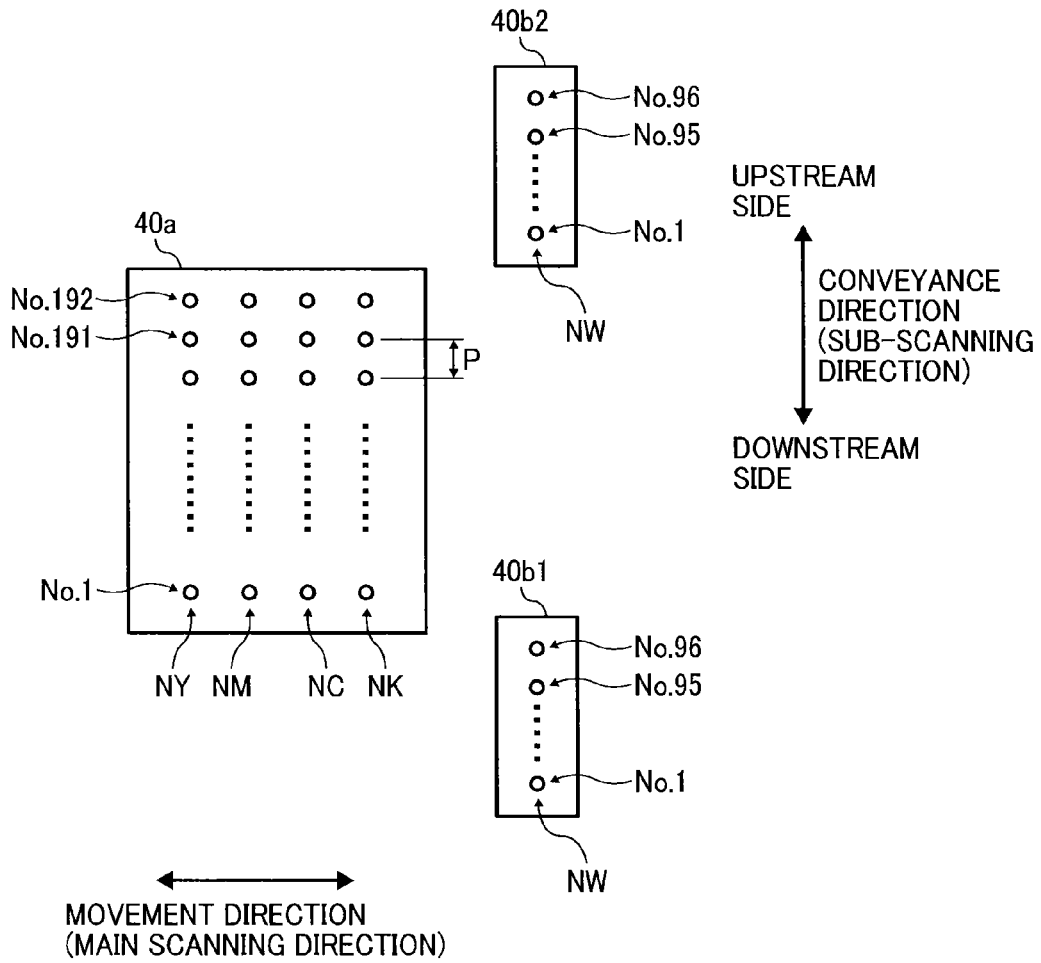 40b2
No.96
No.95
No.1
NW
UPSTREAM
SIDE
CONVEYANCE
DIRECTION
(SUB-SCANNING
DIRECTION)
DOWNSTREAM
SIDE
40a
No.192
No.191
P
No.1
NY NM NC NK
40b1
No.96
No.95
No.1
NW
MOVEMENT DIRECTION
(MAIN SCANNING DIRECTION)